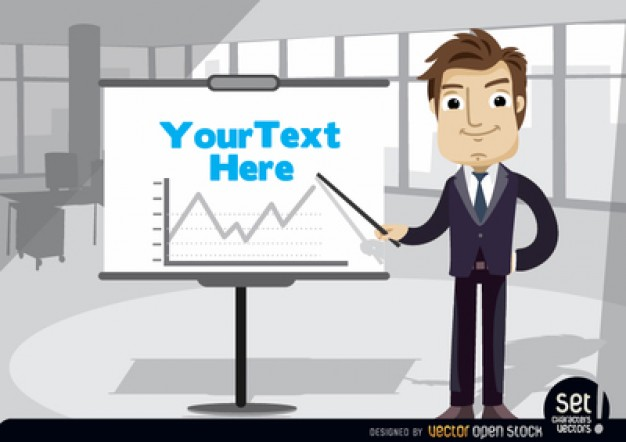 YourText
Here
SET
CHARACTERS
VECTORS!
DESIGNED BY VECTOR OPEN STOCK